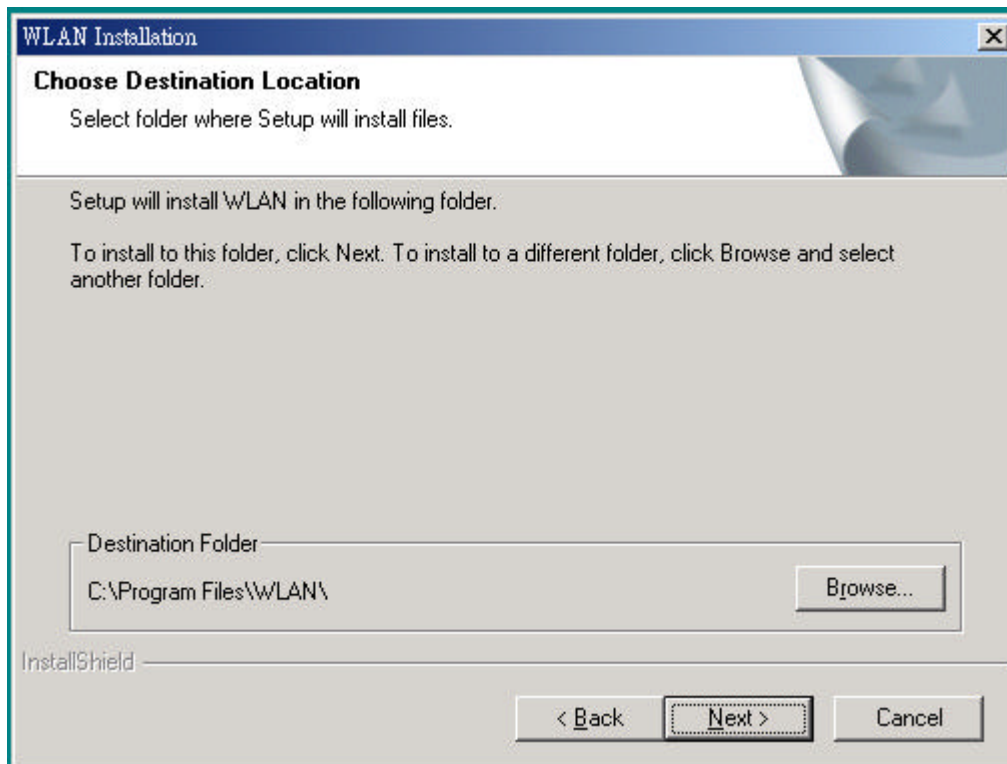 WLAN Installation
Choose Destination Location
Select folder where Setup will install files.
Setup will install WLAN in the following folder.
To install to this folder, click Next. To install to a different folder, click Browse and select
another folder.
Destination Folder
C:\Program Files\WLAN\
Browse...
InstallShield
< Back
Next >
Cancel